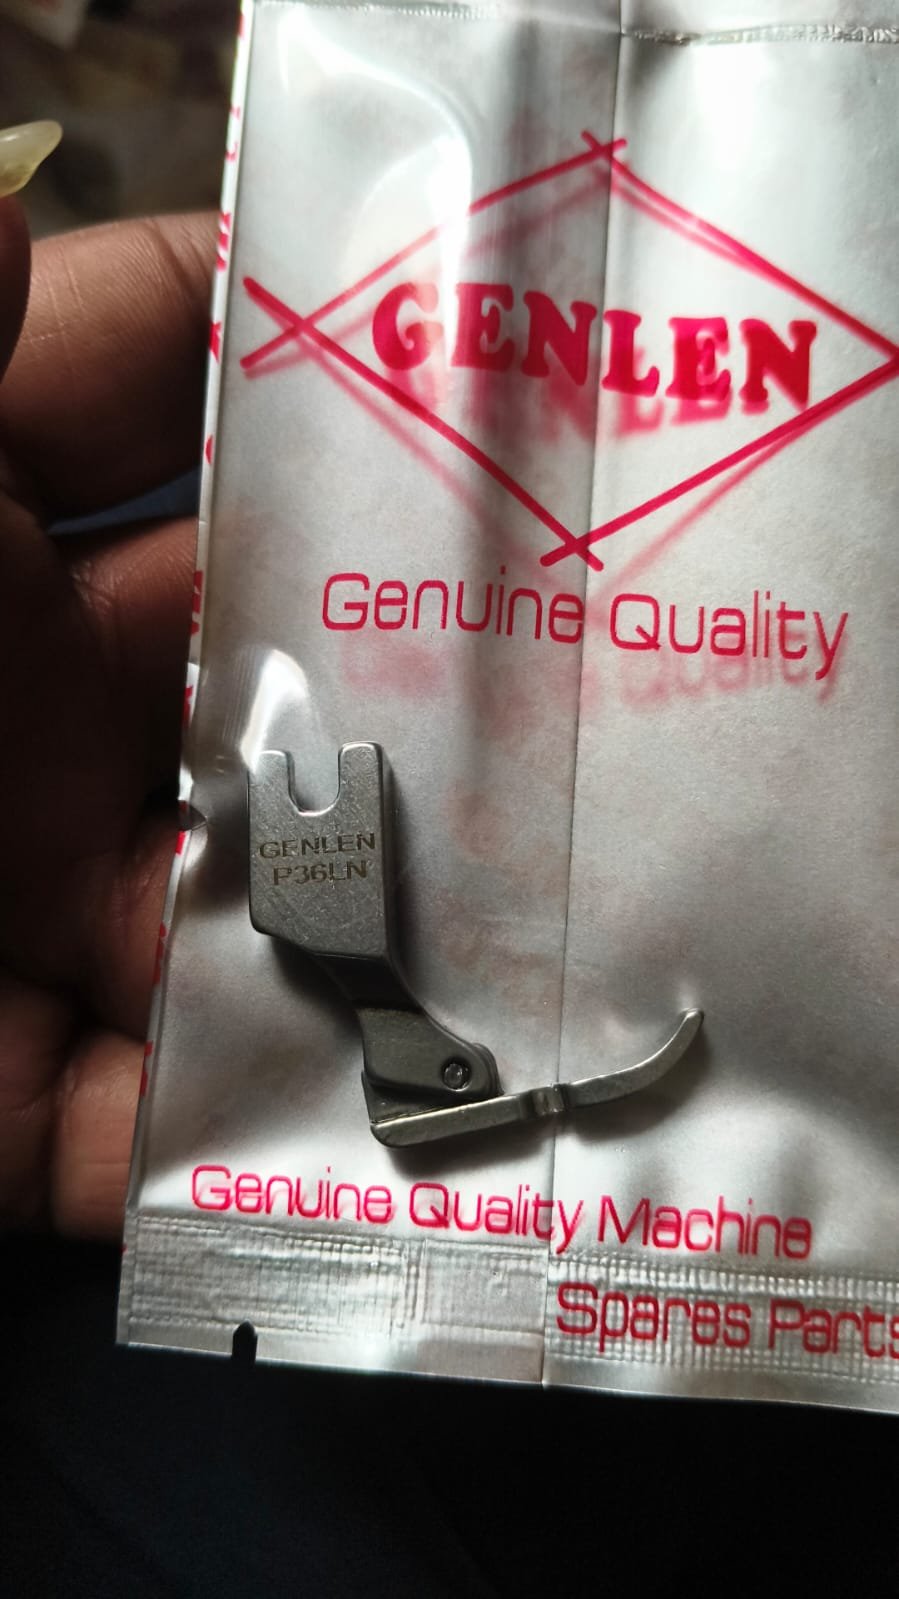 GENLEN
Genuine Quality
GENLEN
P36LN
Genuine Quality Machine
Spares Parts